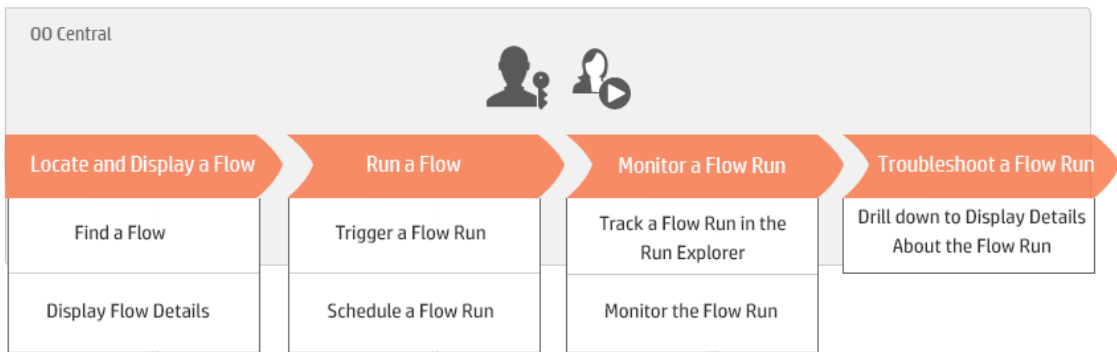 OO Central
Locate and Display a Flow
Run a Flow
Monitor a Flow Run
Troubleshoot a Flow Run
Find a Flow
Trigger a Flow Run
Track a Flow Run in the
Run Explorer
Drill down to Display Details
About the Flow Run
Display Flow Details
Schedule a Flow Run
Monitor the Flow Run